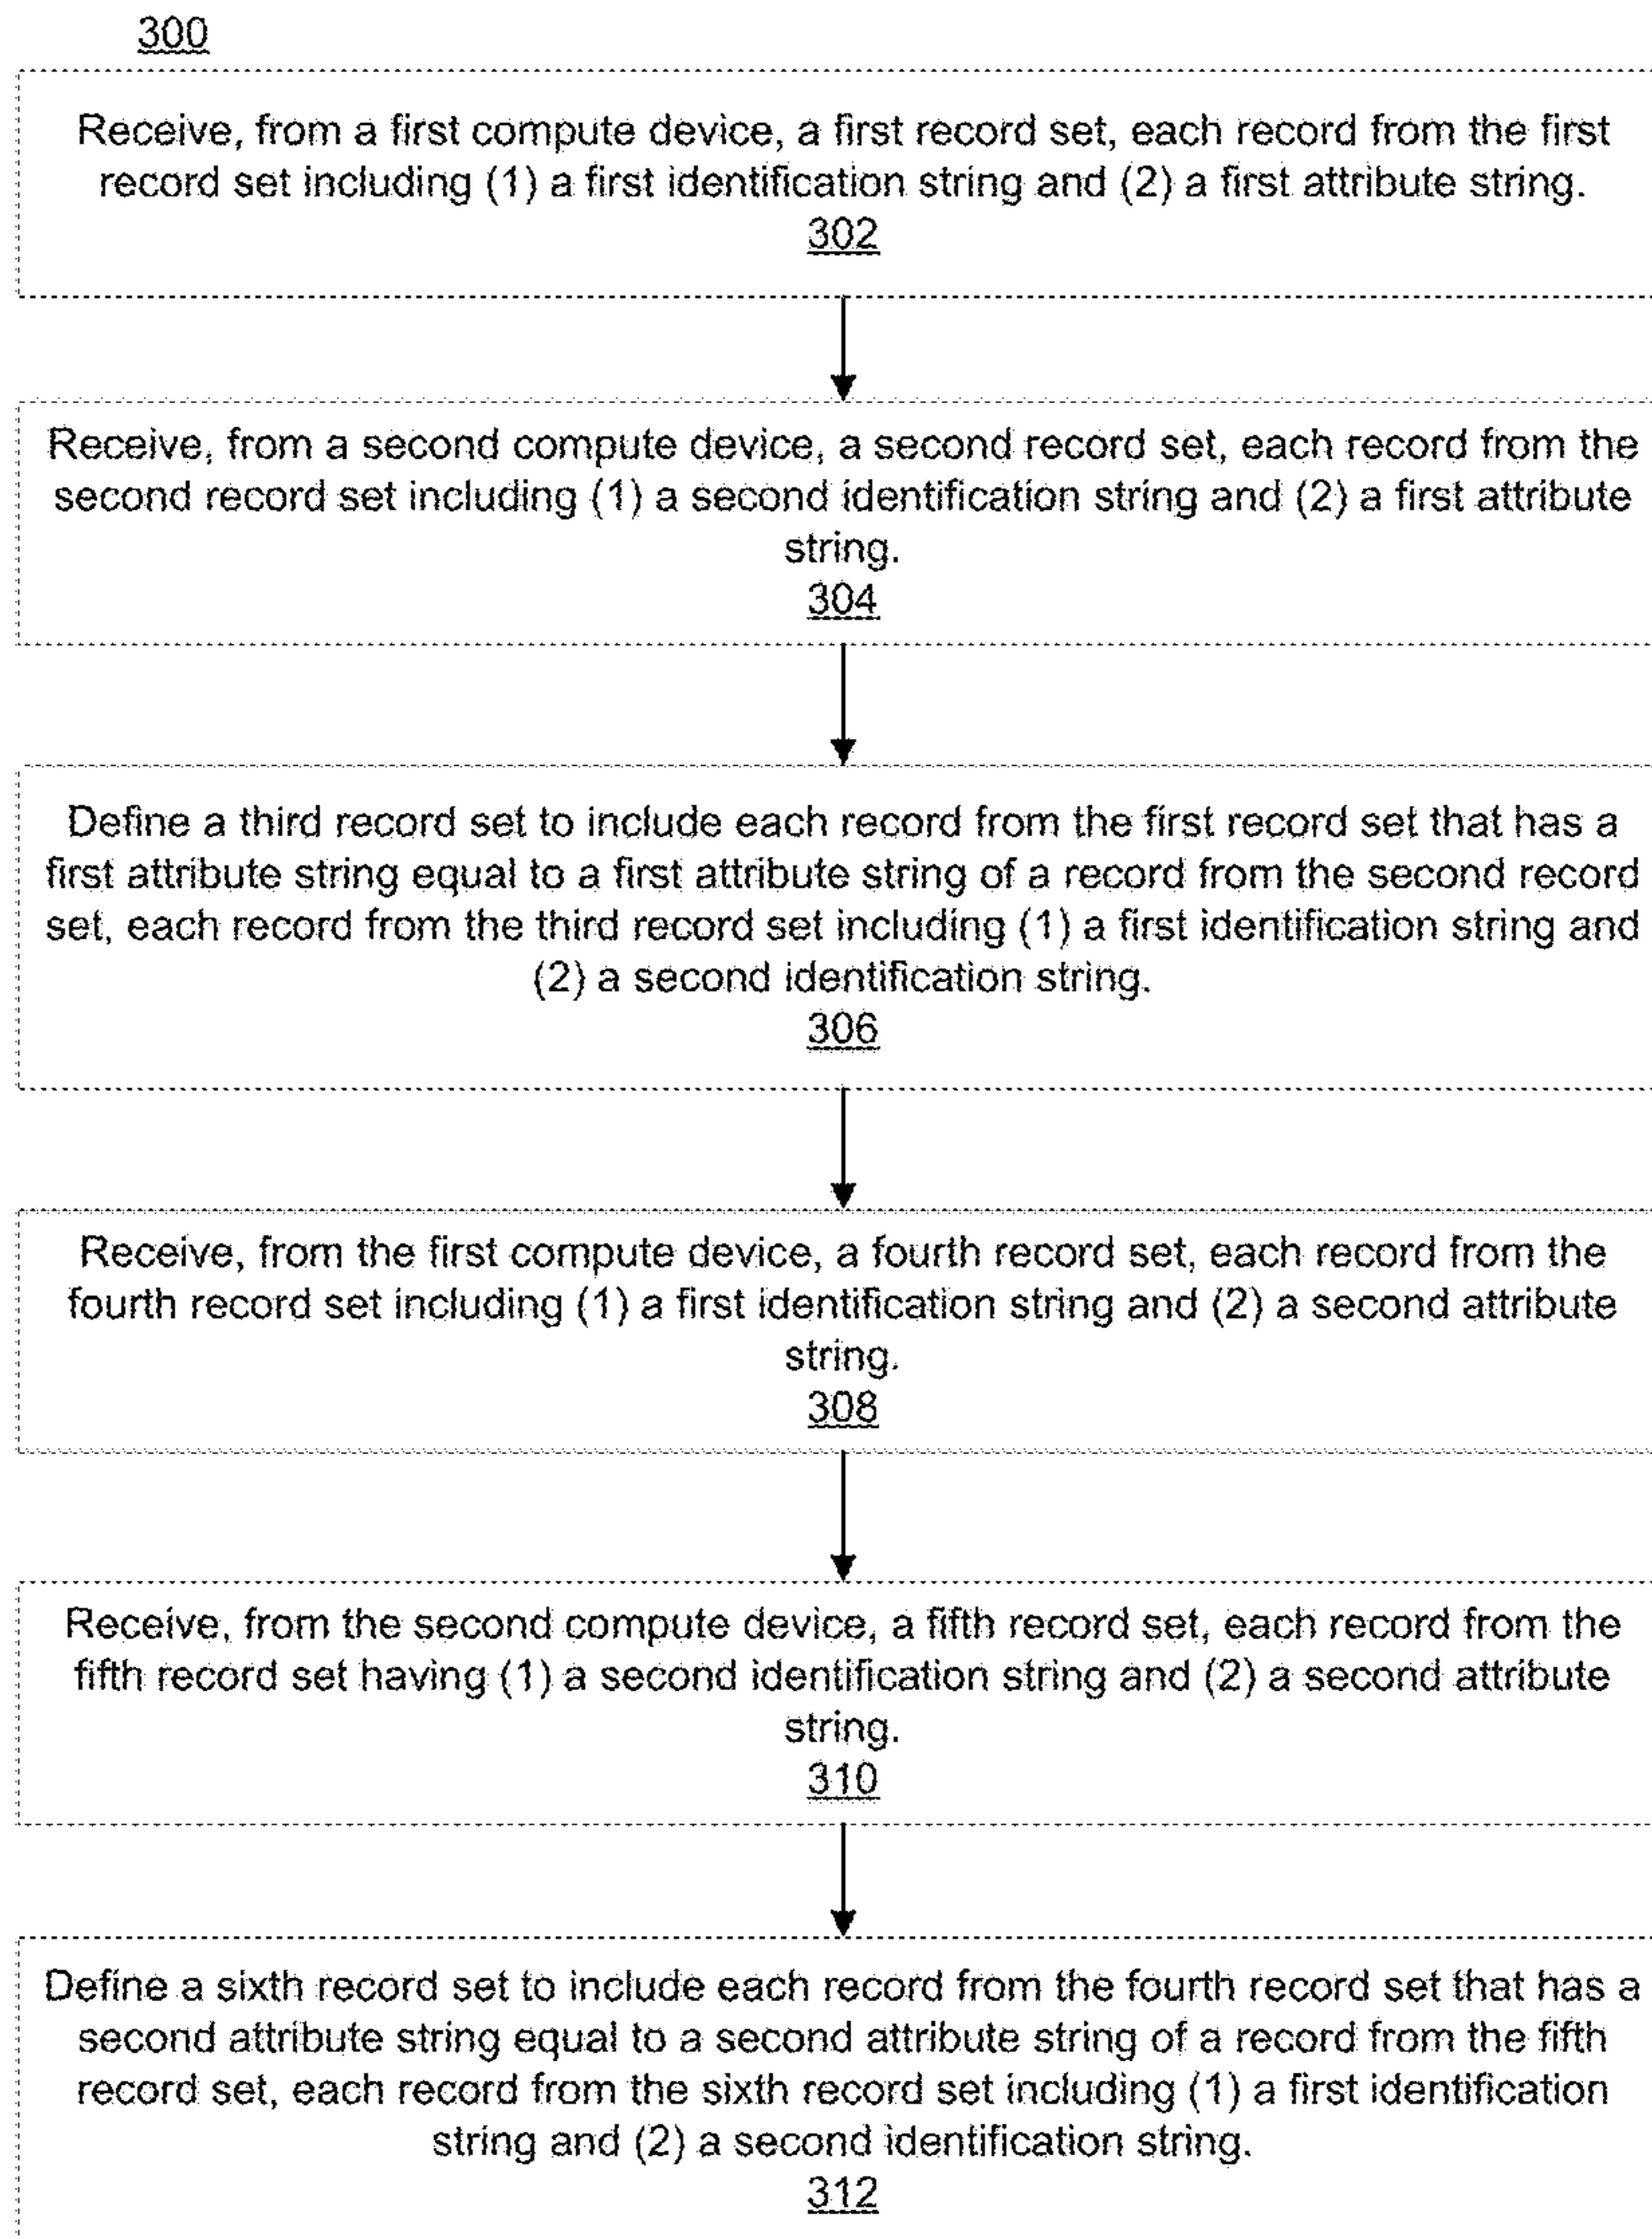 300
Receive, from a first compute device, a first record set, each record from the first
record set including (1) a first identification string and (2) a first attribute string.
302
Receive, from a second compute device, a second record set, each record from the
second record set including (1) a second identification string and (2) a first attribute
string.
304
Define a third record set to include each record from the first record set that has a
first attribute string equal to a first attribute string of a record from the second record
set, each record from the third record set including (1) a first identification string and
(2) a second identification string.
306
Receive, from the first compute device, a fourth record set, each record from the
fourth record set including (1) a first identification string and (2) a second attribute
string.
308
Receive, from the second compute device, a fifth record set, each record from the
fifth record set having (1) a second identification string and (2) a second attribute
string.
310
Define a sixth record set to include each record from the fourth record set that has a
second attribute string equal to a second attribute string of a record from the fifth
record set, each record from the sixth record set including (1) a first identification
string and (2) a second identification string.
312